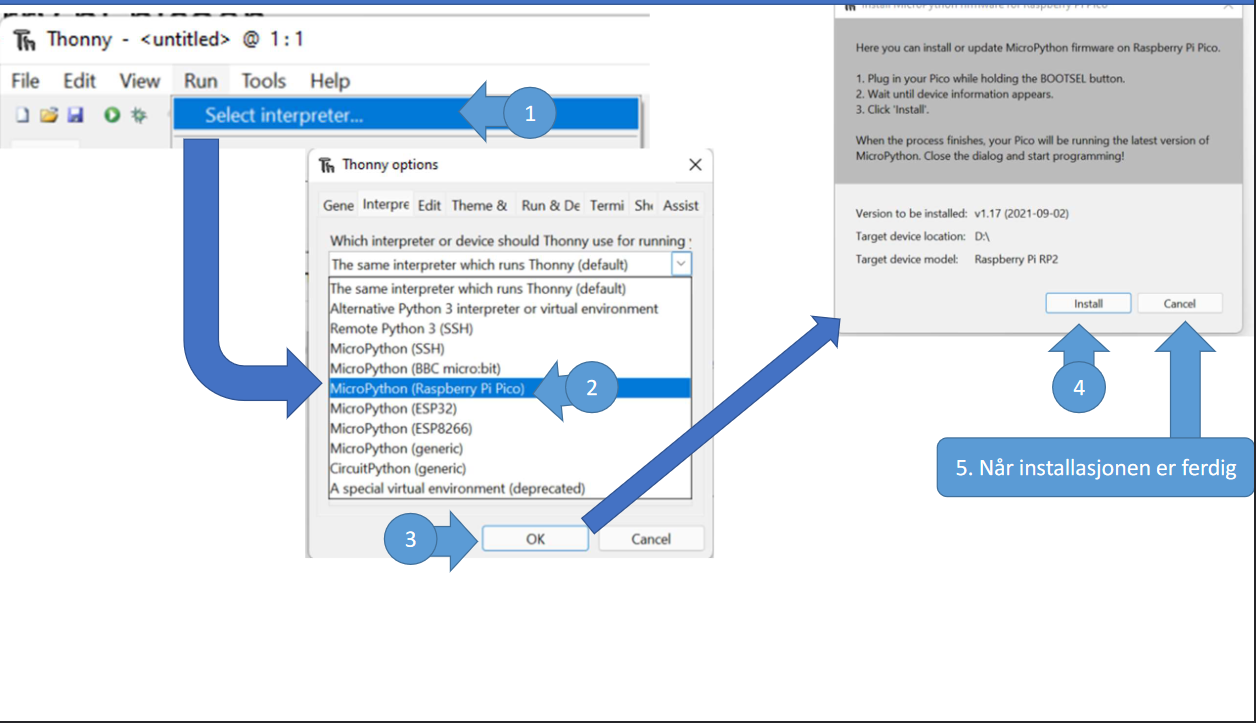 Thonny - <untitled> @ 1:1
File Edit View Run Tools Help
Select interpreter...
1
Thonny options
Gene Interpre Edit Theme & Run & De Termi She Assist
Which interpreter or device should Thonny use for running
The same interpreter which runs Thonny (default)
The same interpreter which runs Thonny (default)
Alternative Python 3 interpreter or virtual environment
Remote Python 3 (SSH)
MicroPython (SSH)
MicroPython (BBC micro:bit)
MicroPython (Raspberry Pi Pico)
2
MicroPython (ESP32)
MicroPython (ESP8266)
MicroPython (generic)
CircuitPython (generic)
A special virtual environment (deprecated)
3
OK Cancel
Install MicroPython firmware for Raspberry Pi Pico
Here you can install or update MicroPython firmware on Raspberry Pi Pico.
1. Plug in your Pico while holding the BOOTSEL button.
2. Wait until device information appears.
3. Click 'Install'.
When the process finishes, your Pico will be running the latest version of
MicroPython. Close the dialog and start programming!
Version to be installed: v1.17 (2021-09-02)
Target device location: D:\
Target device model: Raspberry Pi RP2
Install Cancel
4
5. Når installasjonen er ferdig